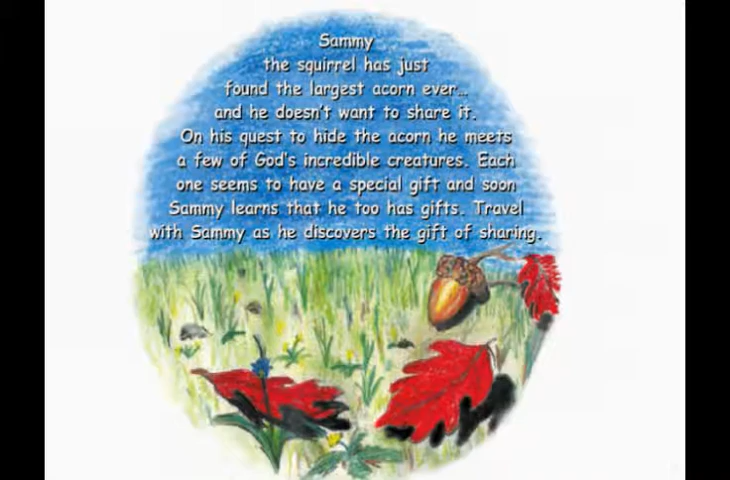 Sammy
the squirrel has just
found the largest acorn ever...
and he doesn't want to share it.
On his quest to hide the acorn he meets
a few of God's incredible creatures. Each
one seems to have a special gift and soon
Sammy learns that he too has gifts. Travel
with Sammy as he discovers the gift of sharing.